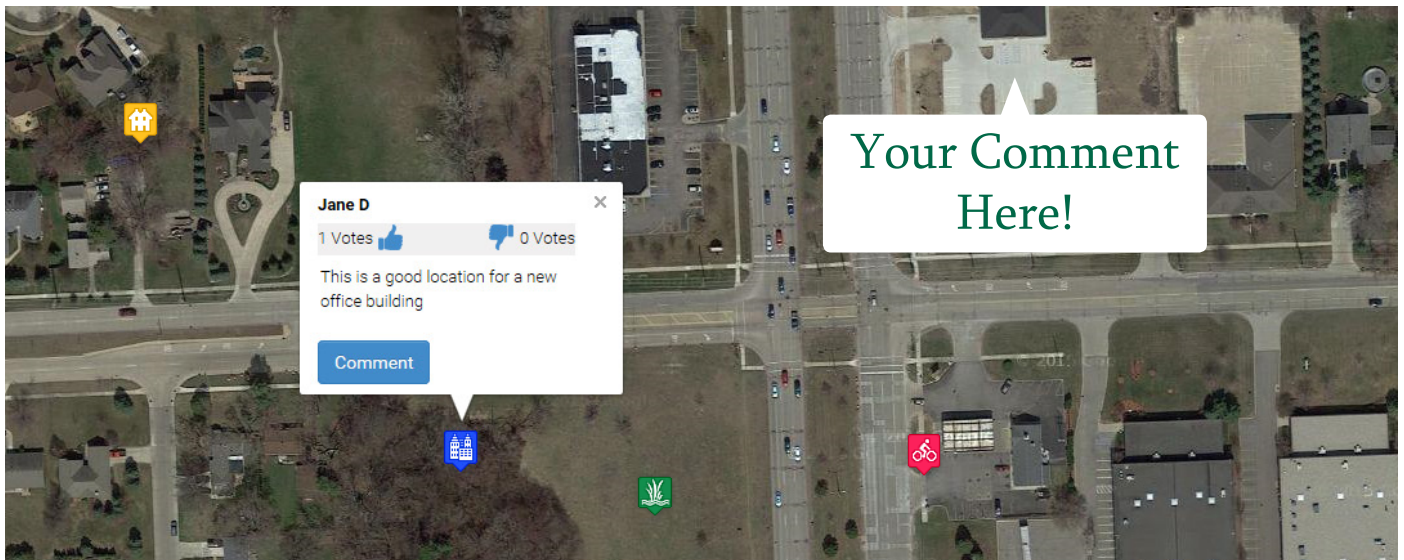 Jane D
1 Votes 0 Votes
This is a good location for a new
office building
Comment
Your Comment
Here!